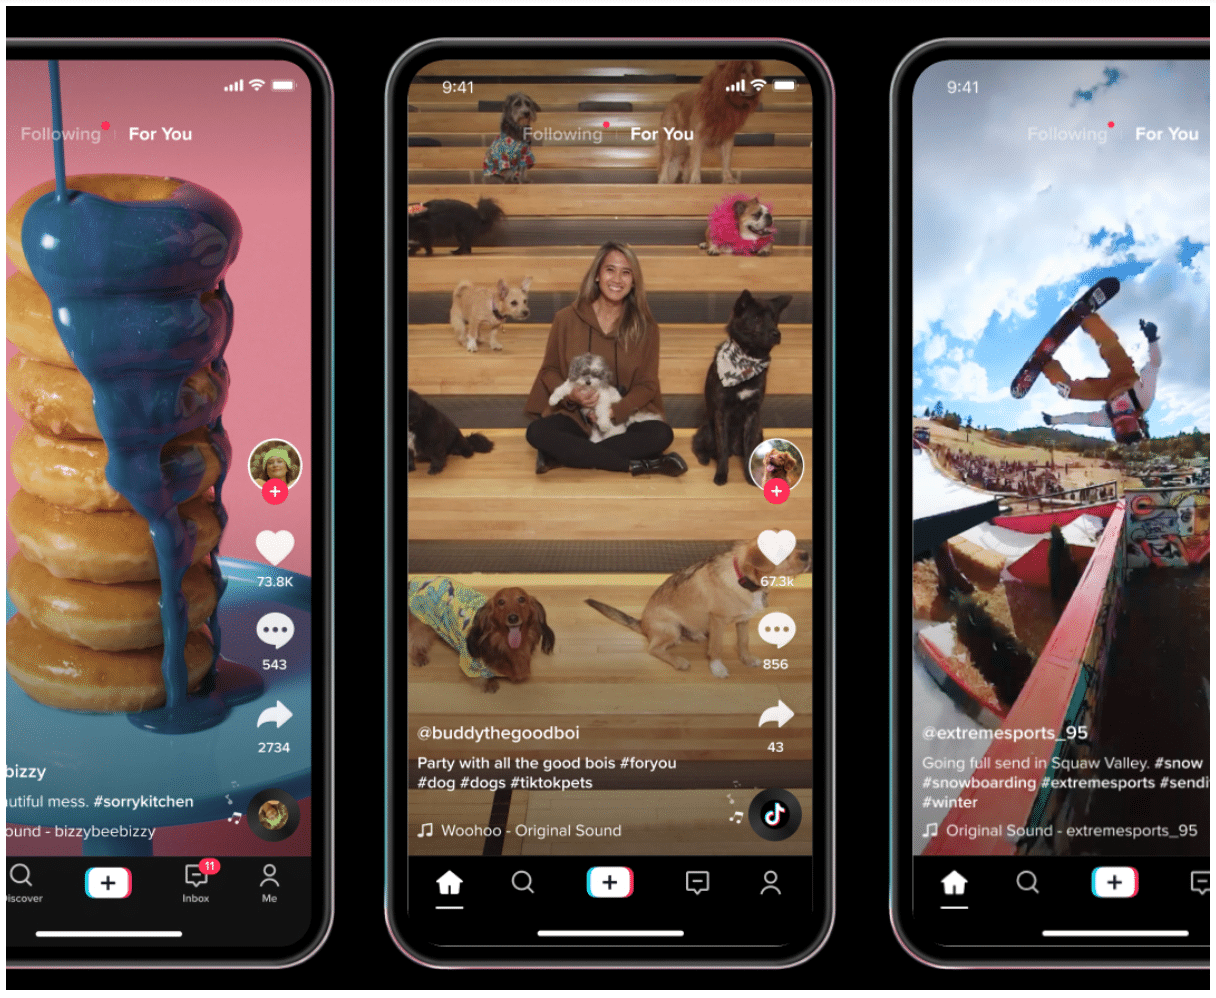 Following
For You
73.8K
543
2734
bizzy
utiful mess. #sorrykitchen
ound - bizzybeebizzy
iscover
11
Inbox
Me
9:41
Following
For You
67.3k
856
43
@buddythegoodboi
Party with all the good bois #foryou
#dog #dogs #tiktokpets
Woohoo - Original Sound
9:41
Following
For You
@extremesports_95
Going full send in Squaw Valley. #snow
#snowboarding #extremesports #sendi
#winter
Original Sound - extremesports_95